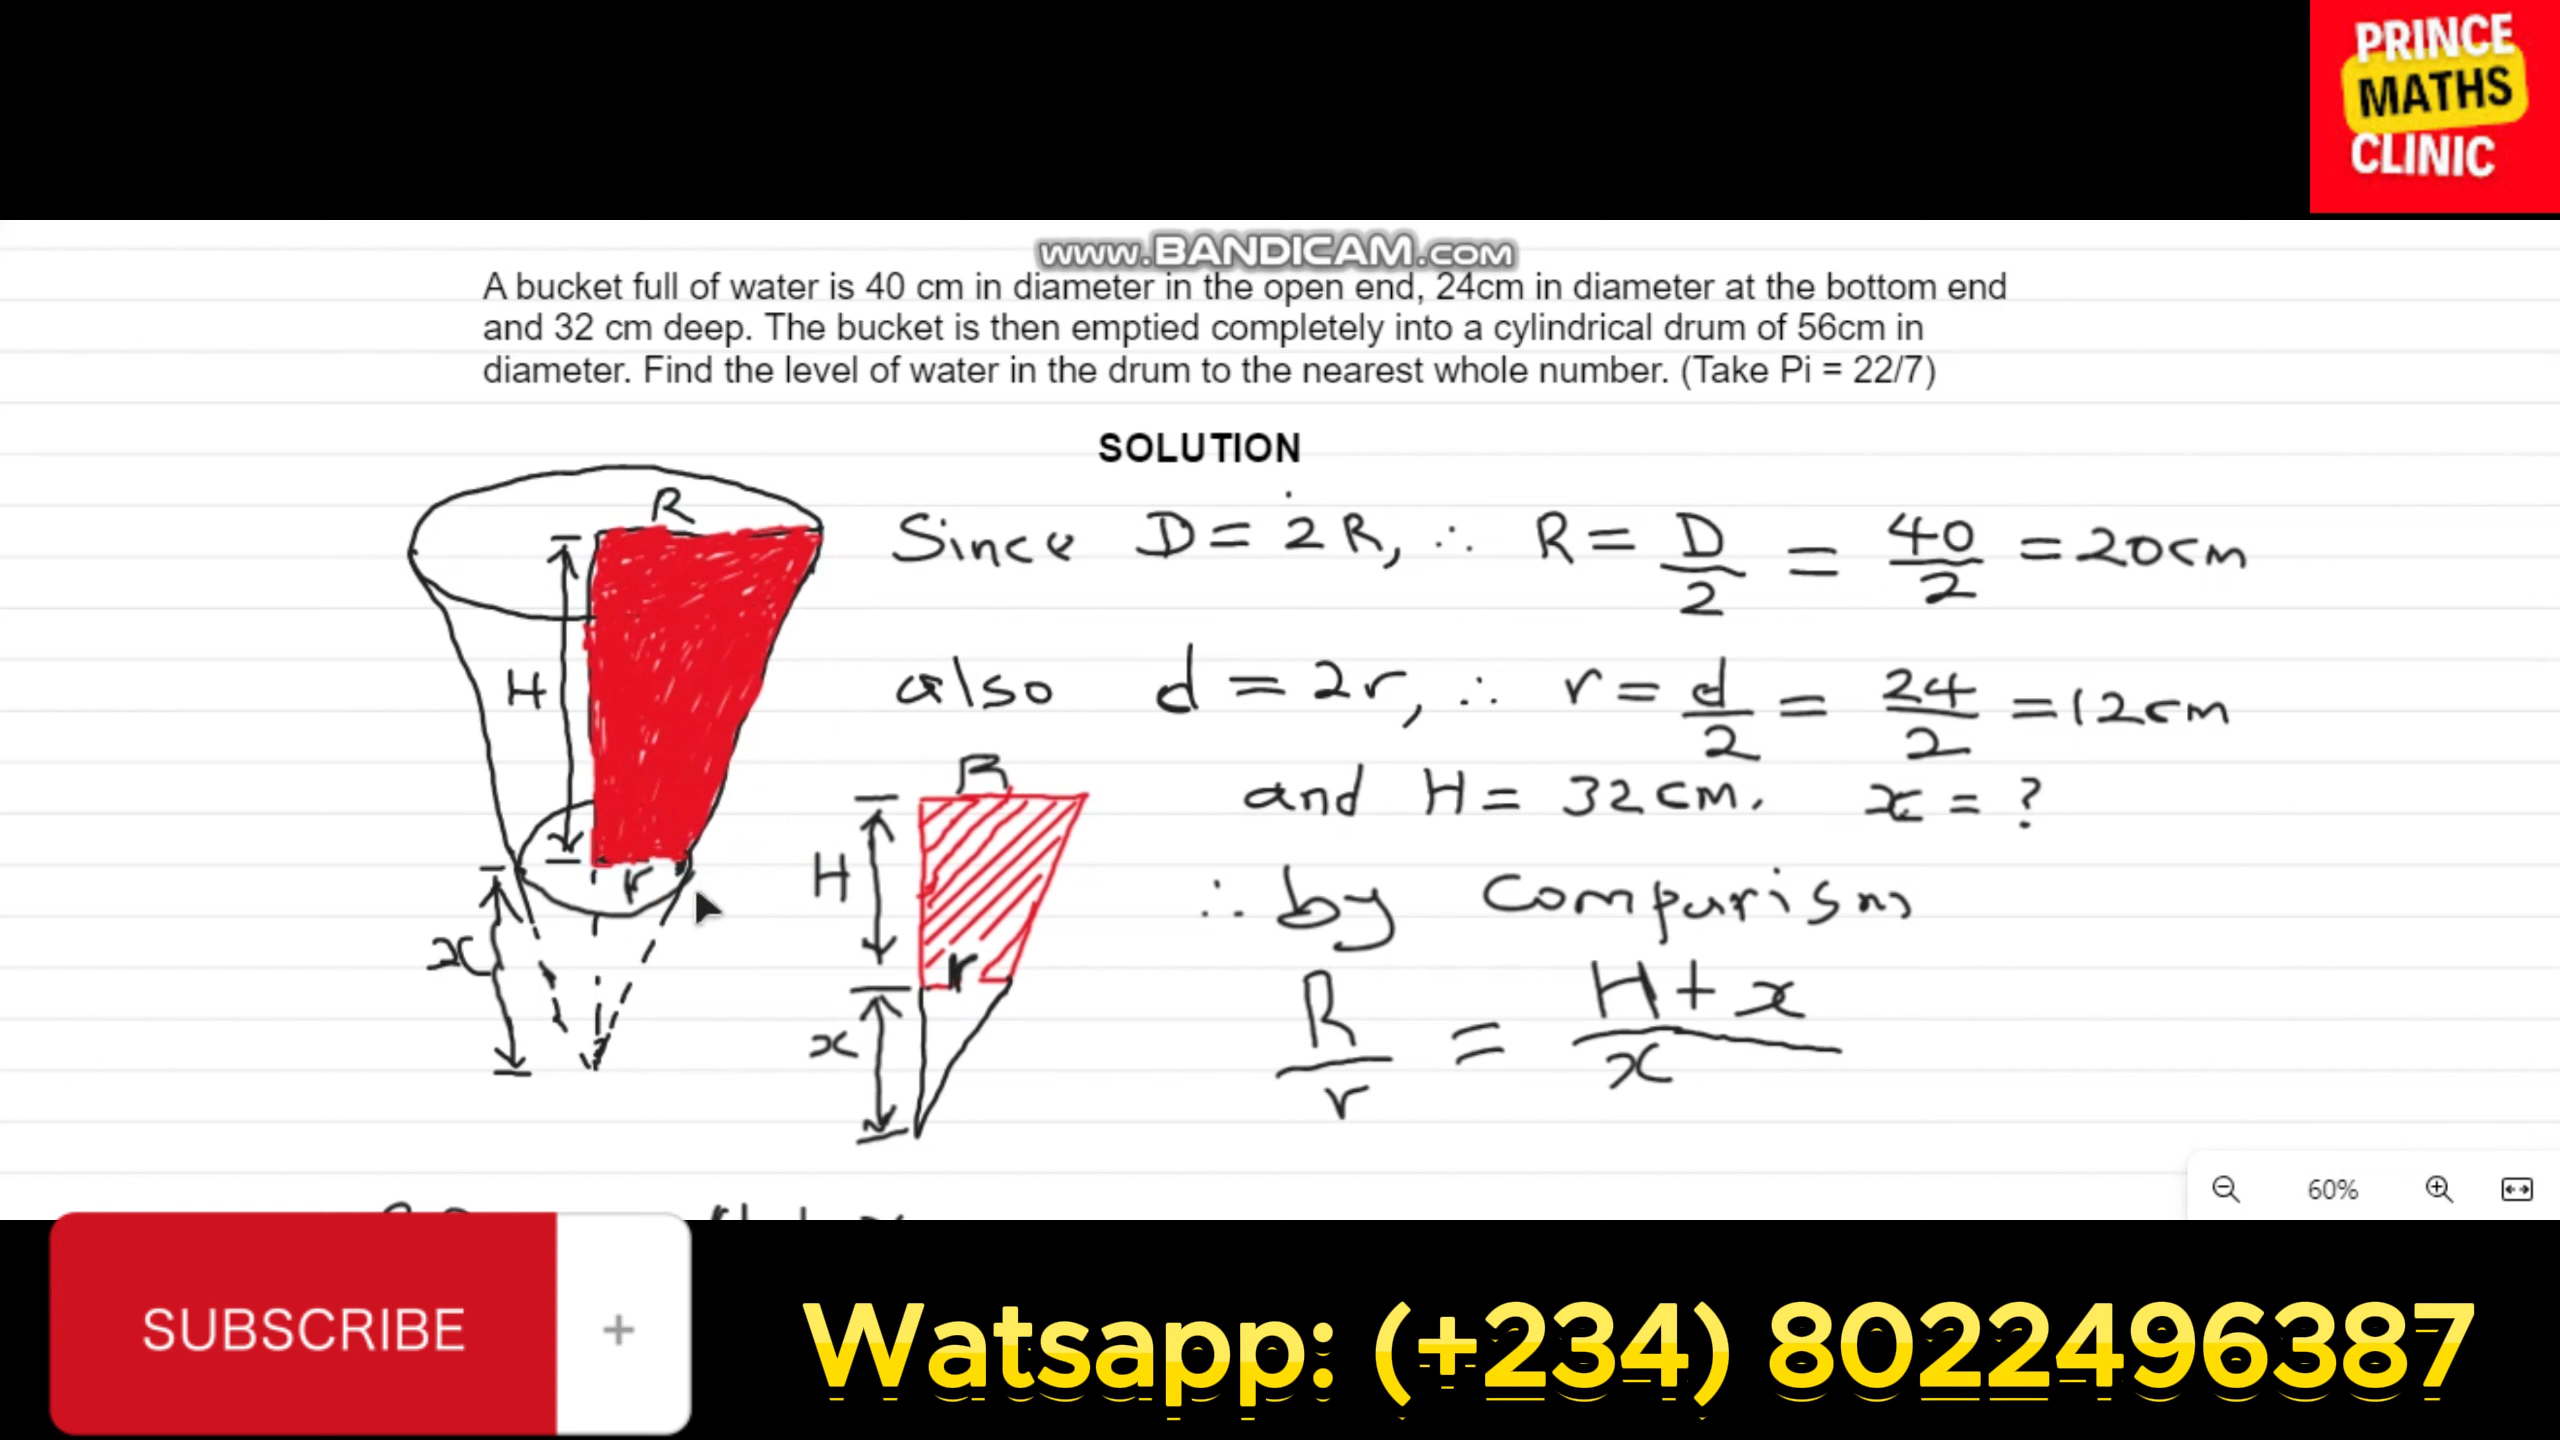 PRINCE
MATHS
CLINIC
www.BANDICAM.com
A bucket full of water is 40 cm in diameter in the open end, 24cm in diameter at the bottom end
and 32 cm deep. The bucket is then emptied completely into a cylindrical drum of 56cm in
diameter. Find the level of water in the drum to the nearest whole number. (Take Pi = 22/7)
SOLUTION
R
Since D = 2R, ∴ R = D/2 = 40/2 = 20cm
H
also d = 2r, ∴ r = d/2 = 24/2 = 12cm
R
and H = 32cm. x = ?
H
r
∴ by Comparism
x
r
R/r = H+x/x
x
60%
SUBSCRIBE +
Watsapp: (+234) 8022496387